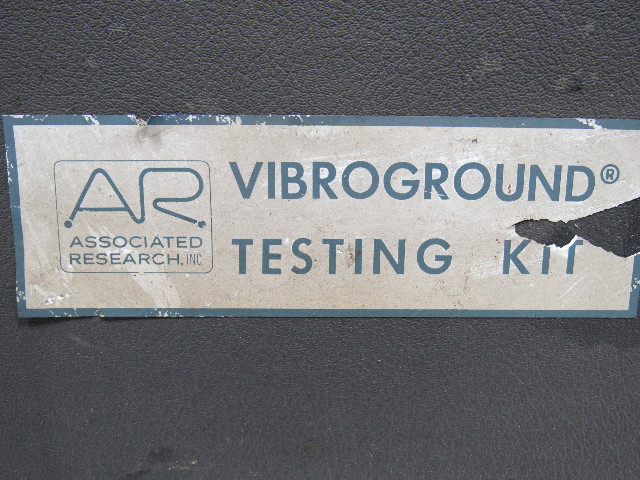 AR
ASSOCIATED
RESEARCH, INC
VIBROGROUND®
TESTING KIT